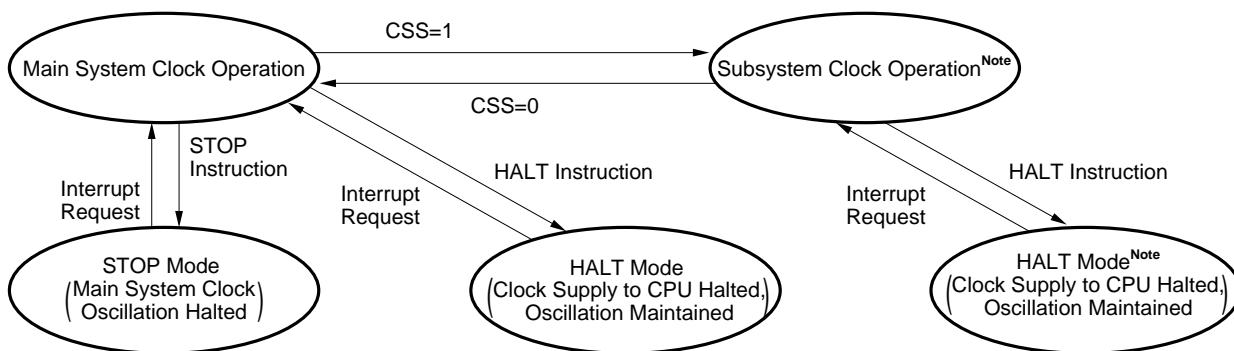 CSS=1
Main System Clock Operation
Subsystem Clock Operation^Note
CSS=0
STOP
Instruction
Interrupt
Request
HALT Instruction
Interrupt
Request
HALT Instruction
Interrupt
Request
STOP Mode
(Main System Clock
Oscillation Halted)
HALT Mode
(Clock Supply to CPU Halted,
Oscillation Maintained)
HALT Mode^Note
(Clock Supply to CPU Halted,
Oscillation Maintained)